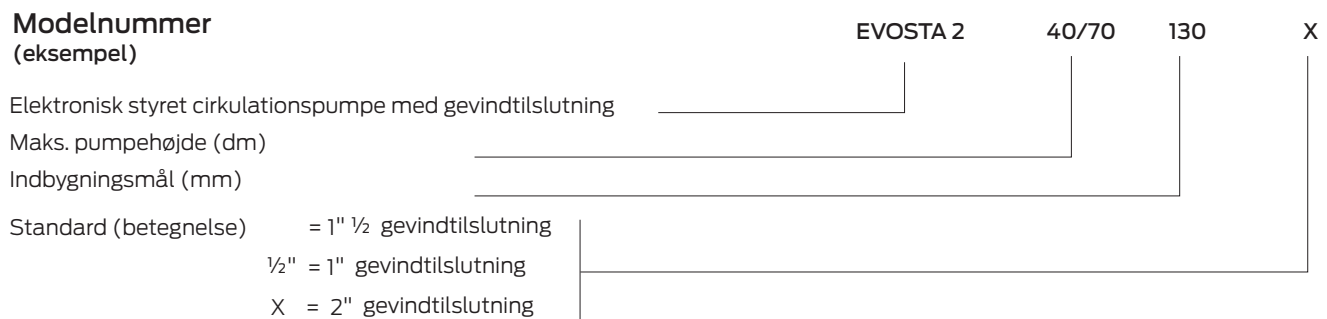 Modelnummer
(eksempel)
EVOSTA 2 40/70 130 X
Elektronisk styret cirkulationspumpe med gevindtilslutning
Maks. pumpehøjde (dm)
Indbygningsmål (mm)
Standard (betegnelse) = 1" ½ gevindtilslutning
½" = 1" gevindtilslutning
X = 2" gevindtilslutning